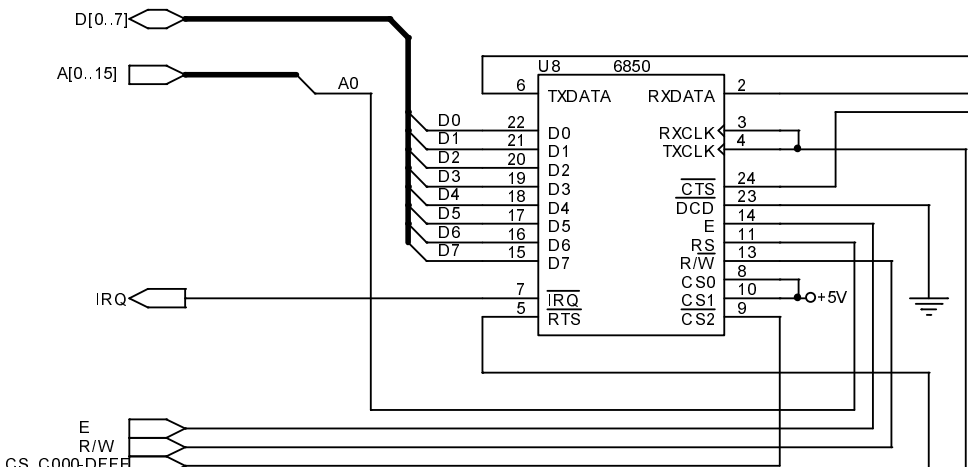 D[0..7]
A[0..15]
A0
U8 6850
6 TXDATA RXDATA 2
D0 22 D0 RXCLK 3
D1 21 D1 TXCLK 4
D2 20 D2
D3 19 D3 CTS 24
D4 18 D4 DCD 23
D5 17 D5 E 14
D6 16 D6 RS 11
D7 15 D7 R/W 13
CS0 8
IRQ 7 IRQ CS1 10 +5V
5 RTS CS2 9
E
R/W
CS_C000-DFFF